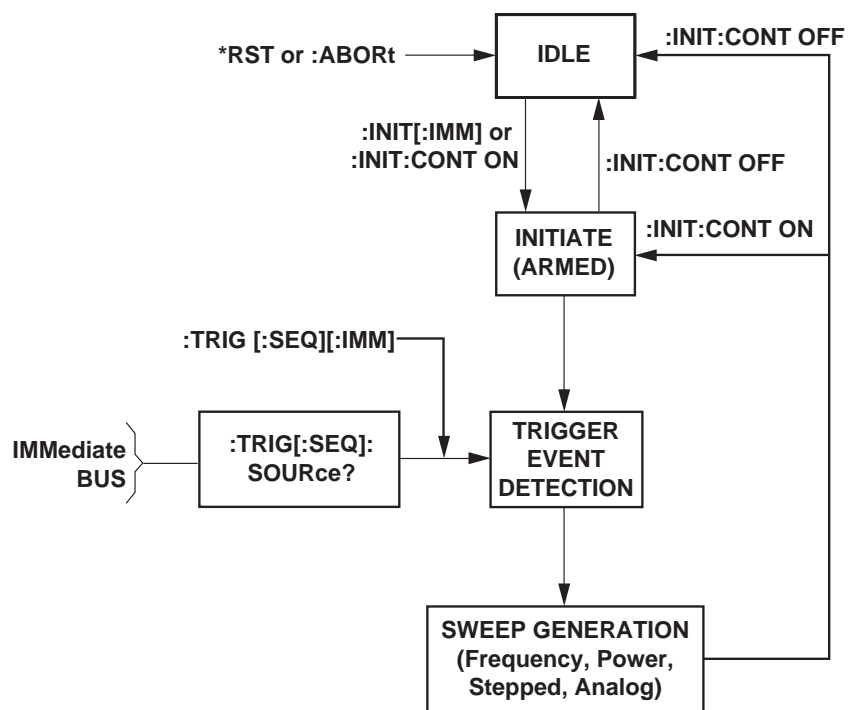 *RST or :ABORt
IDLE
:INIT:CONT OFF
:INIT[:IMM] or
:INIT:CONT ON
:INIT:CONT OFF
INITIATE
(ARMED)
:INIT:CONT ON
:TRIG [:SEQ][:IMM]
IMMediate
BUS
:TRIG[:SEQ]:
SOURce?
TRIGGER
EVENT
DETECTION
SWEEP GENERATION
(Frequency, Power,
Stepped, Analog)